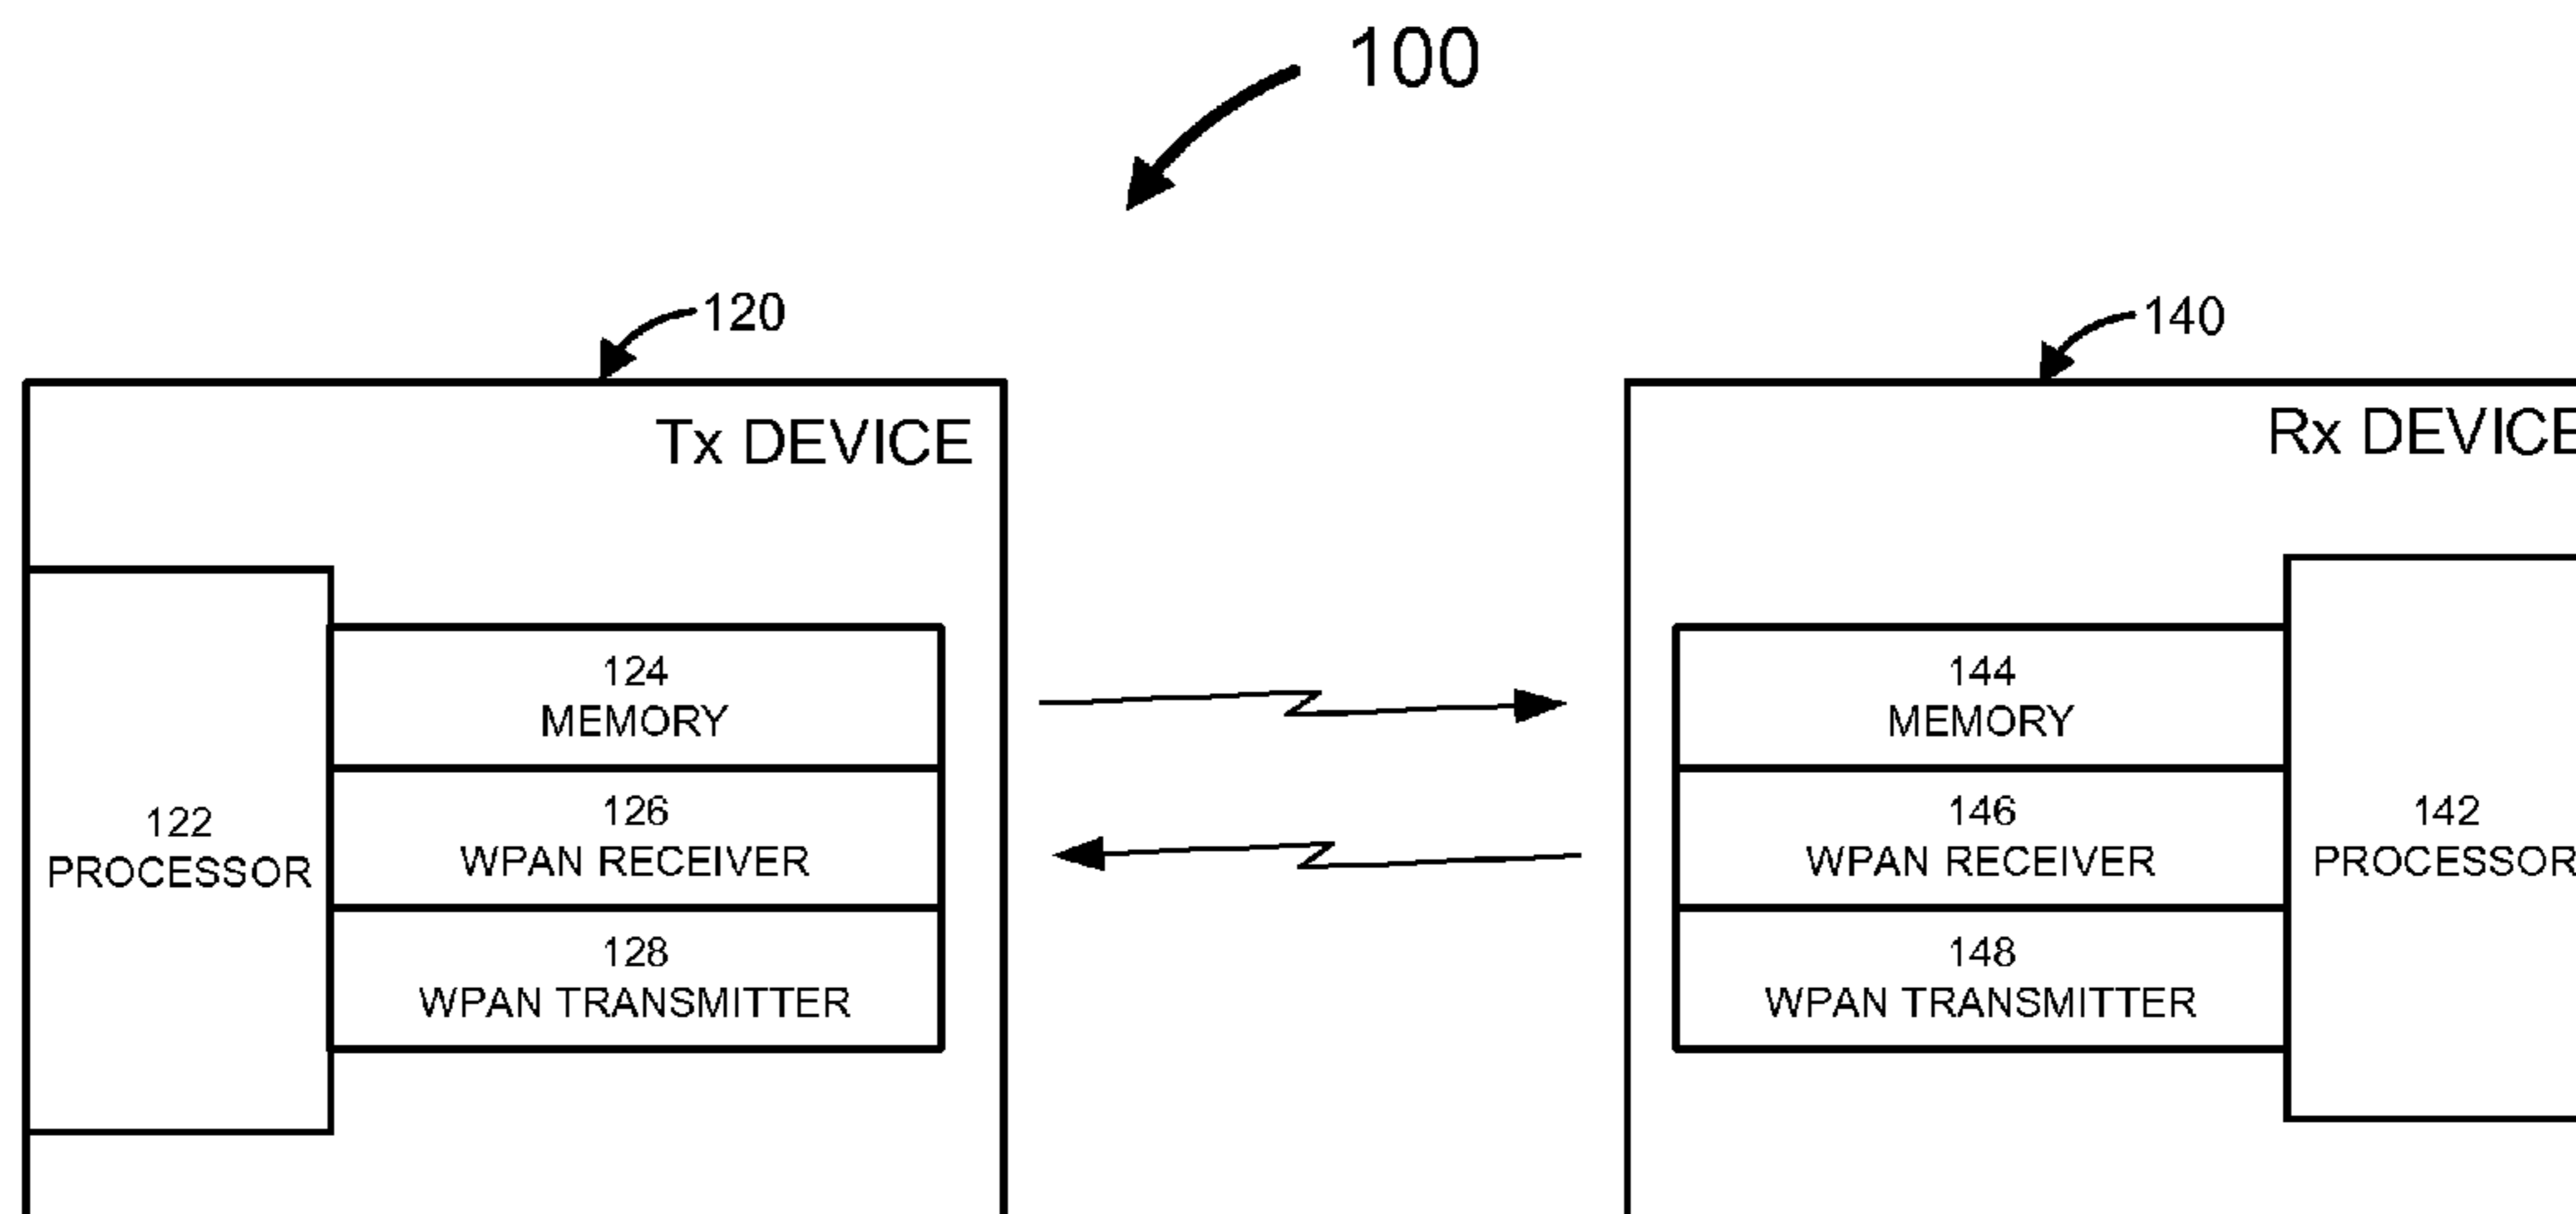 100
120
140
Tx DEVICE
Rx DEVICE
124
MEMORY
126
WPAN RECEIVER
128
WPAN TRANSMITTER
122
PROCESSOR
144
MEMORY
146
WPAN RECEIVER
148
WPAN TRANSMITTER
142
PROCESSOR